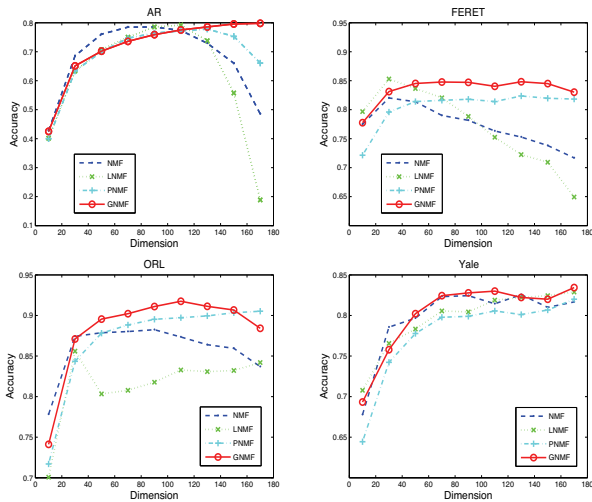 AR
Accuracy
0.8
0.7
0.6
0.5
0.4
0.3
0.2
0.1
0 20 40 60 80 100 120 140 160 180
Dimension
NMF
LNMF
PNMF
GNMF
FERET
Accuracy
0.95
0.9
0.85
0.8
0.75
0.7
0.65
0 20 40 60 80 100 120 140 160 180
Dimension
NMF
LNMF
PNMF
GNMF
ORL
Accuracy
0.95
0.9
0.85
0.8
0.75
0.7
0 20 40 60 80 100 120 140 160 180
Dimension
NMF
LNMF
PNMF
GNMF
Yale
Accuracy
0.85
0.8
0.75
0.7
0.65
0 20 40 60 80 100 120 140 160 180
Dimension
NMF
LNMF
PNMF
GNMF